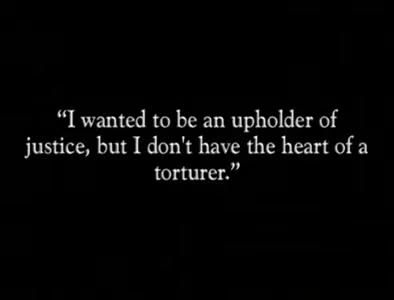 “I wanted to be an upholder of
justice, but I don't have the heart of a
torturer.”